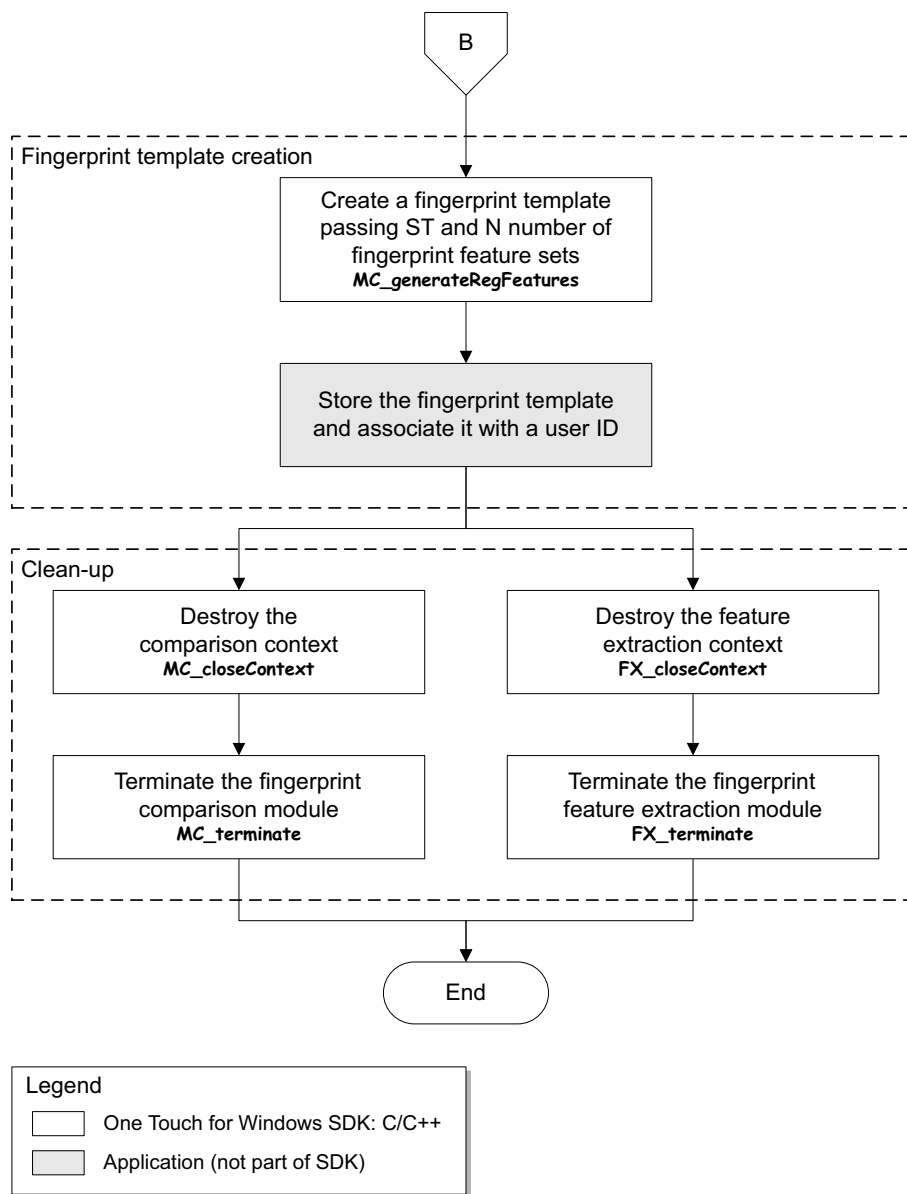 B
Fingerprint template creation
Create a fingerprint template
passing ST and N number of
fingerprint feature sets
MC_generateRegFeatures
Store the fingerprint template
and associate it with a user ID
Clean-up
Destroy the
comparison context
MC_closeContext
Destroy the feature
extraction context
FX_closeContext
Terminate the fingerprint
comparison module
MC_terminate
Terminate the fingerprint
feature extraction module
FX_terminate
End
Legend
One Touch for Windows SDK: C/C++
Application (not part of SDK)